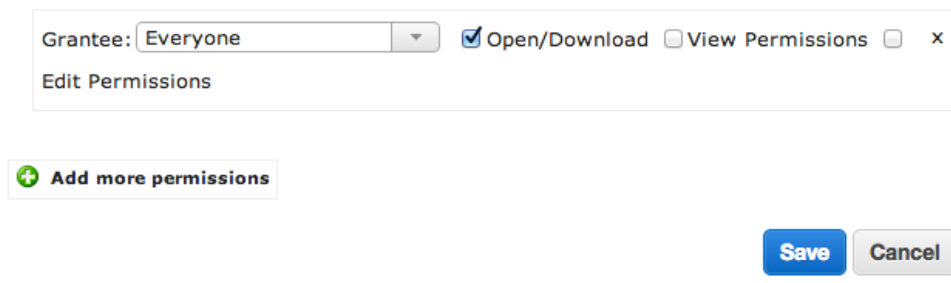 Grantee: Everyone Open/Download View Permissions x
Edit Permissions
Add more permissions
Save Cancel